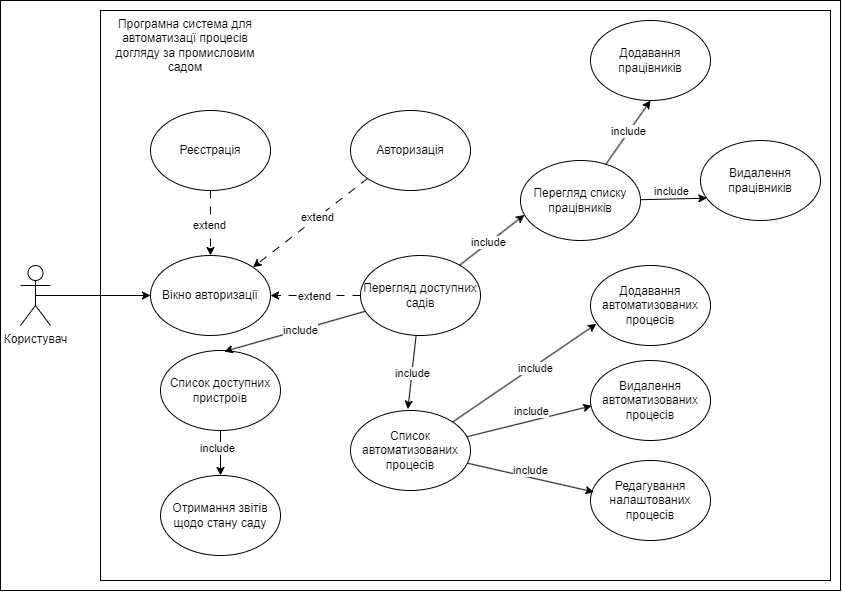 Програмна система для
автоматизації процесів
догляду за промисловим
садом
Додавання
працівників
include
Реєстрація
Авторизація
Перегляд списку
працівників
include
Видалення
працівників
extend
extend
include
Користувач
Вікно авторизації
extend
Перегляд доступних
садів
Додавання
автоматизованих
процесів
include
Список доступних
пристроїв
include
include
include
Видалення
автоматизованих
процесів
include
Список
автоматизованих
процесів
include
Редагування
налаштованих
процесів
include
Отримання звітів
щодо стану саду